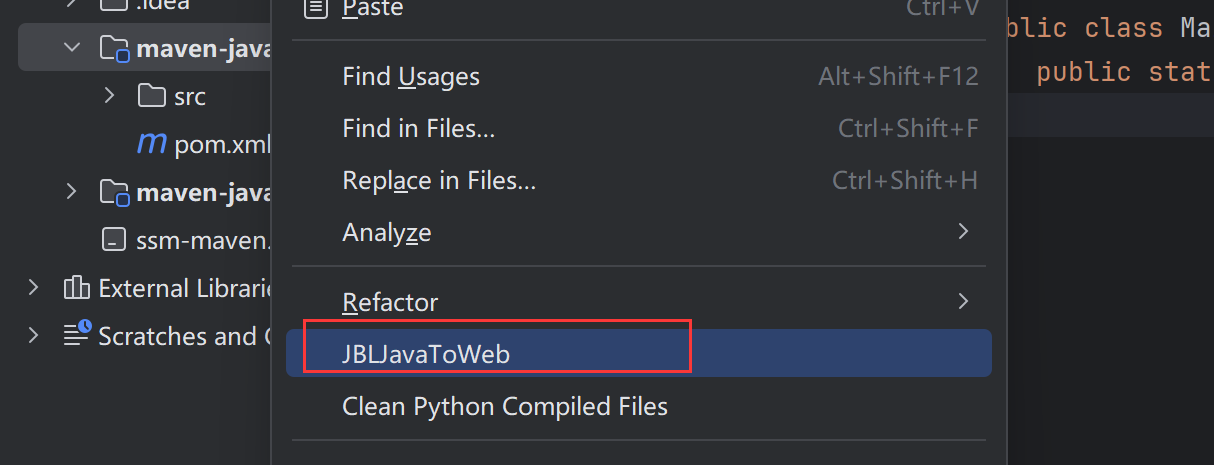 .idea
Paste Ctrl+V
maven-java
blic class Ma
Find Usages Alt+Shift+F12
public stat
src
Find in Files... Ctrl+Shift+F
m pom.xml
Replace in Files... Ctrl+Shift+H
maven-java
Analyze
ssm-maven.
External Librarie
Refactor
Scratches and C
JBLJavaToWeb
Clean Python Compiled Files